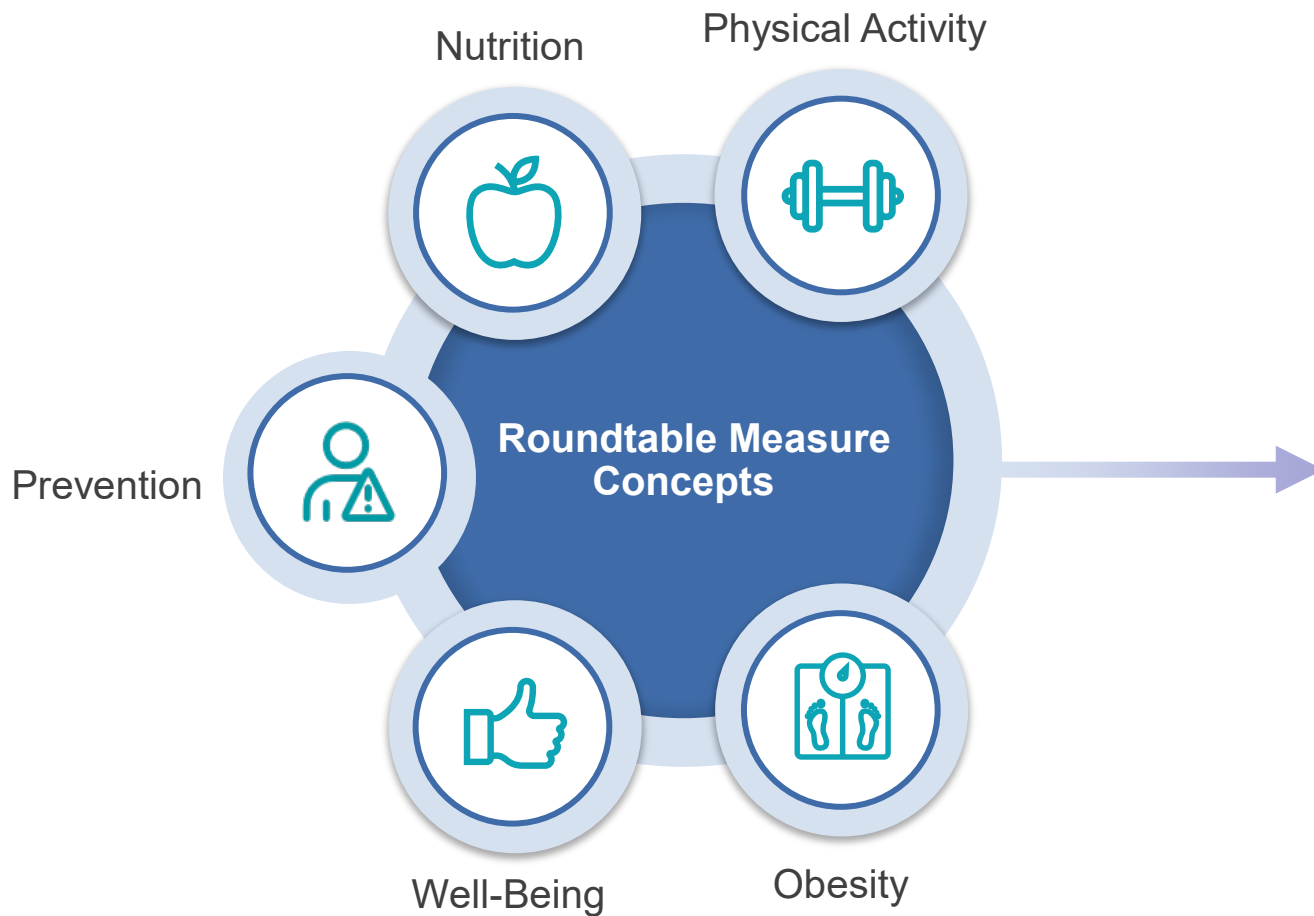 Nutrition
Physical Activity
Prevention
Roundtable Measure
Concepts
Well-Being
Obesity